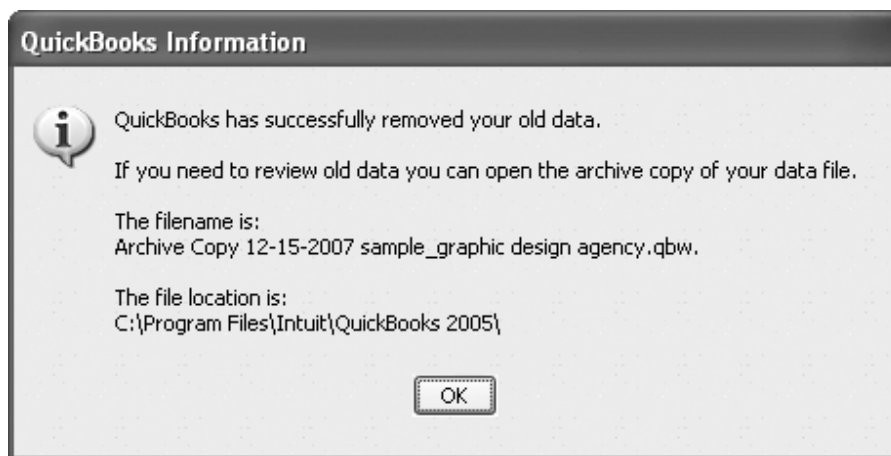 QuickBooks Information
QuickBooks has successfully removed your old data.
If you need to review old data you can open the archive copy of your data file.
The filename is:
Archive Copy 12-15-2007 sample_graphic design agency.qbw.
The file location is:
C:\Program Files\Intuit\QuickBooks 2005\
OK